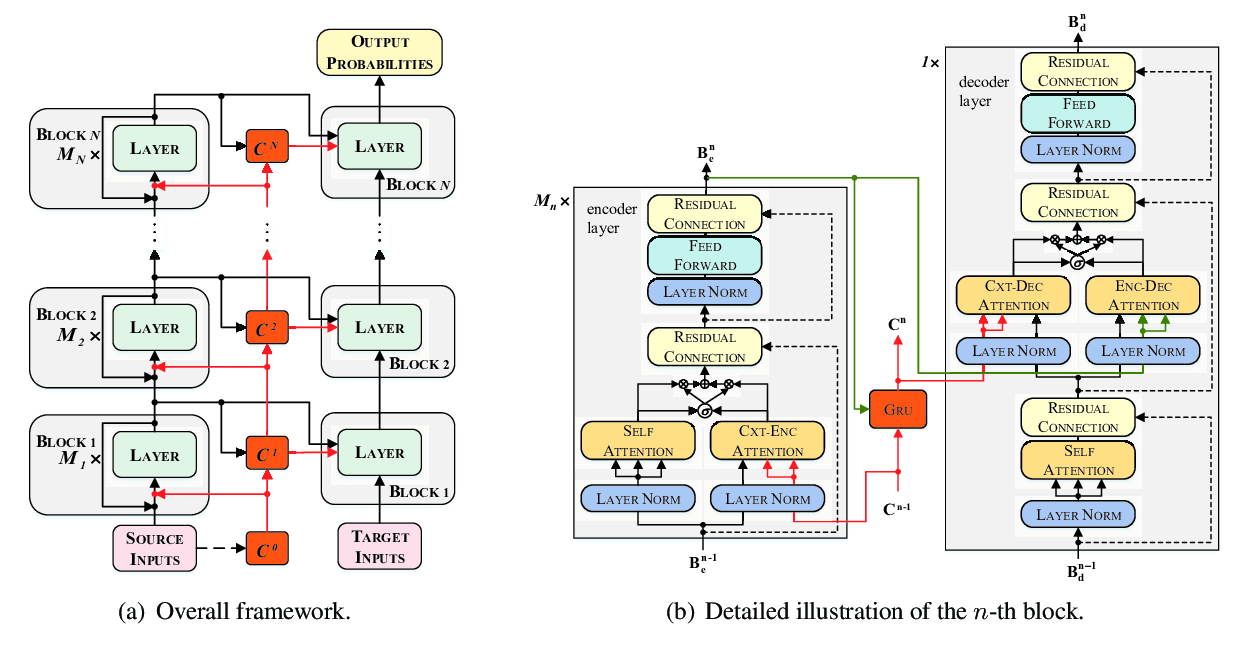 OUTPUT
PROBABILITIES
BLOCK N
M_N ×
LAYER
C^N
LAYER
BLOCK N
BLOCK 2
M_2 ×
LAYER
C^2
LAYER
BLOCK 2
BLOCK 1
M_1 ×
LAYER
C^1
LAYER
BLOCK 1
SOURCE
INPUTS
C^0
TARGET
INPUTS
(a) Overall framework.
B_e^n
M_n ×
encoder
layer
RESIDUAL
CONNECTION
FEED
FORWARD
LAYER NORM
RESIDUAL
CONNECTION
σ
SELF
ATTENTION
CXT-ENC
ATTENTION
LAYER NORM
LAYER NORM
B_e^{n-1}
C^n
GRU
C^{n-1}
B_d^n
1×
decoder
layer
RESIDUAL
CONNECTION
FEED
FORWARD
LAYER NORM
RESIDUAL
CONNECTION
σ
CXT-DEC
ATTENTION
ENC-DEC
ATTENTION
LAYER NORM
LAYER NORM
RESIDUAL
CONNECTION
SELF
ATTENTION
LAYER NORM
B_d^{n-1}
(b) Detailed illustration of the n-th block.